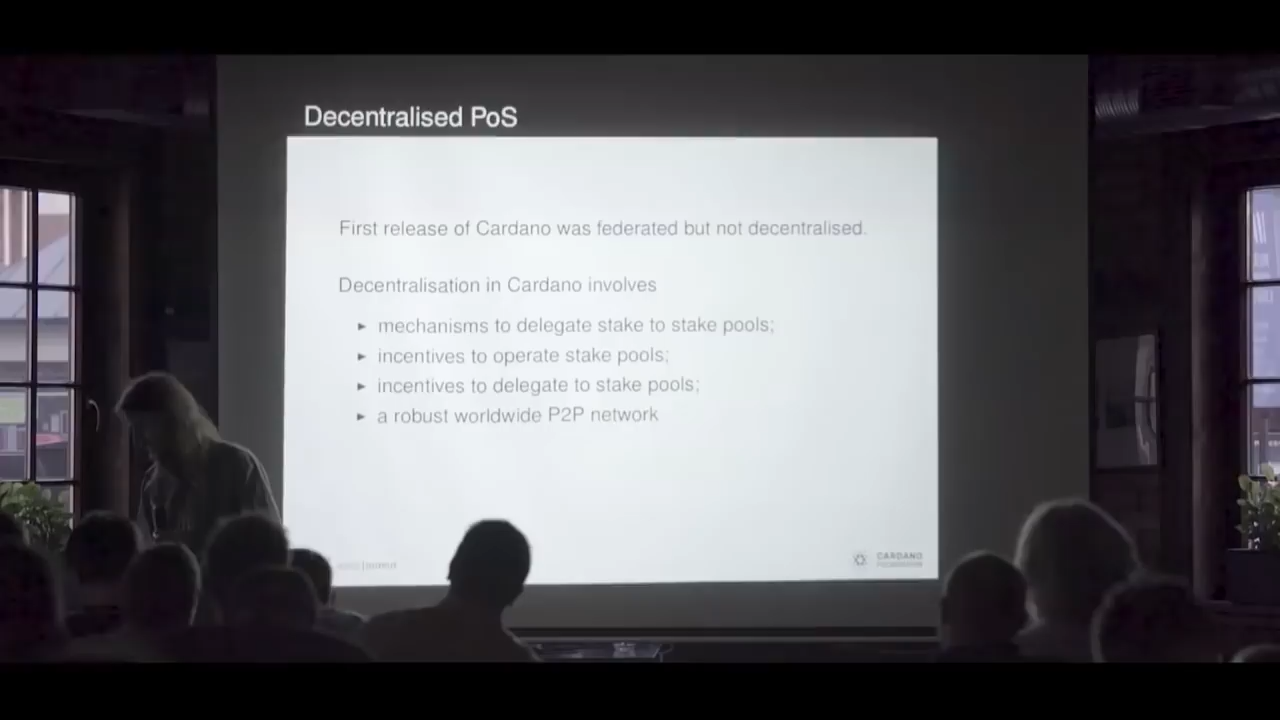 Decentralised PoS
First release of Cardano was federated but not decentralised.
Decentralisation in Cardano involves
▸ mechanisms to delegate stake to stake pools;
▸ incentives to operate stake pools;
▸ incentives to delegate to stake pools;
▸ a robust worldwide P2P network
CARDANO
FOUNDATION